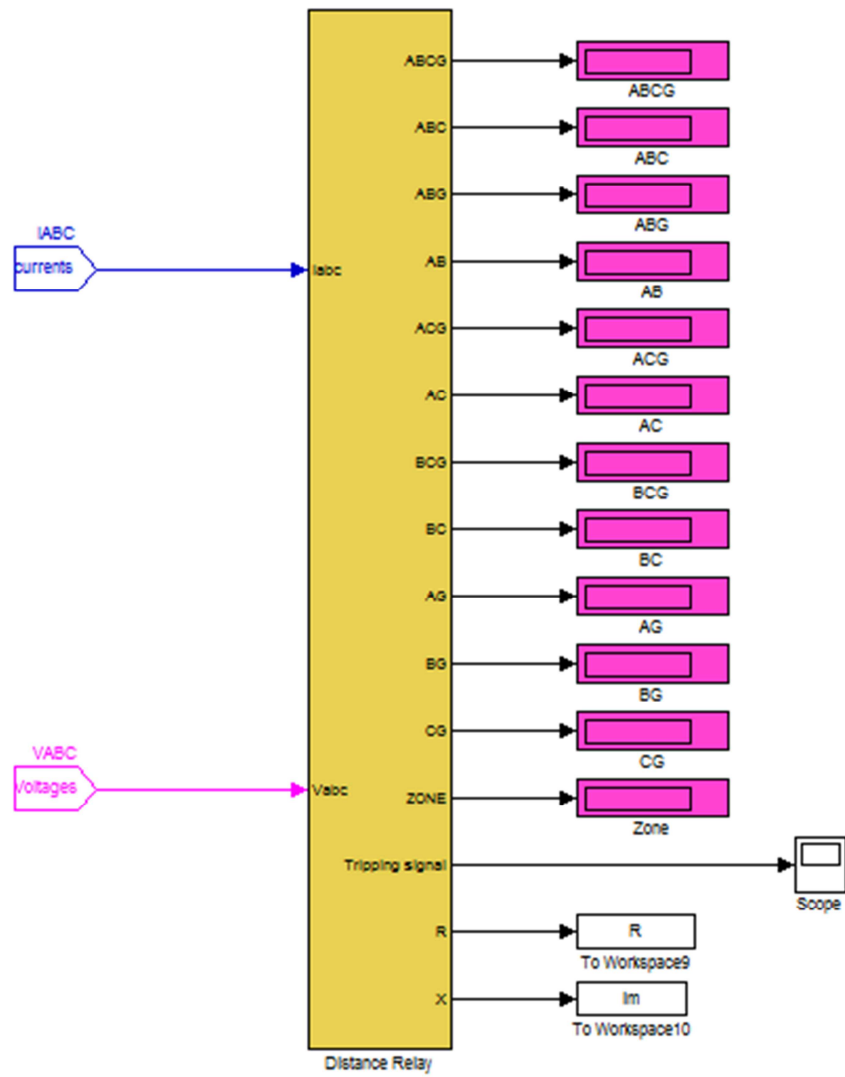 ABCG
ABCG
ABC
ABC
ABG
ABG
IABC
currents
Iabc
AB
AB
ACG
ACG
AC
AC
BCG
BCG
BC
BC
AG
AG
BG
BG
CG
CG
VABC
Voltages
Vabc
ZONE
Zone
Tripping signal
Scope
R
R
To Workspace9
X
Im
To Workspace10
Distance Relay